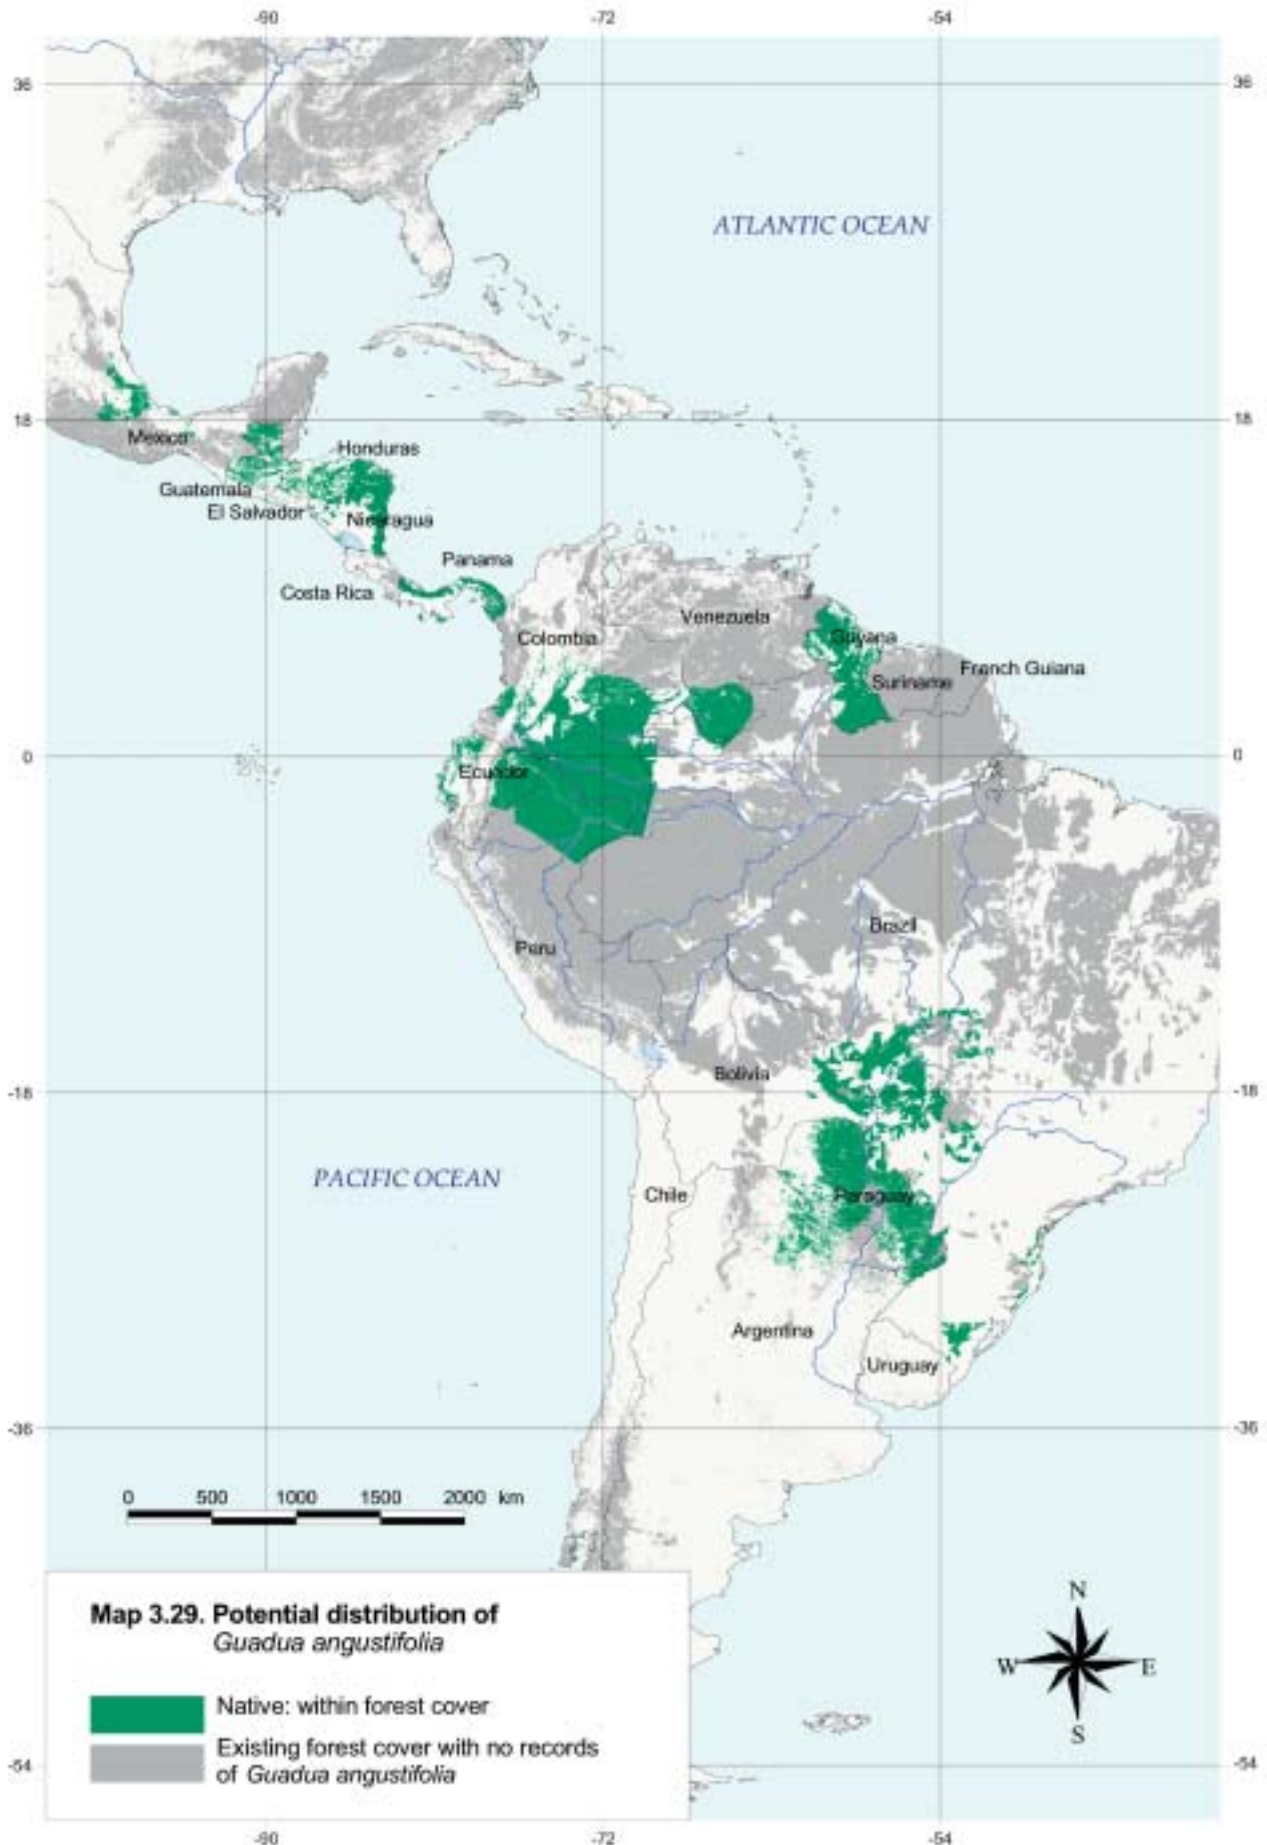 -90 -72 -54
36 36
ATLANTIC OCEAN
18 18
Mexico
Honduras
Guatemala
El Salvador
Nicaragua
Panama
Costa Rica
Venezuela
Colombia
Guyana
French Guiana
Suriname
0 0
Ecuador
Brazil
Peru
Bolivia
-18 -18
PACIFIC OCEAN
Chile
Paraguay
Argentina
Uruguay
-36 -36
0 500 1000 1500 2000 km
Map 3.29. Potential distribution of
Guadua angustifolia
Native: within forest cover
Existing forest cover with no records
of Guadua angustifolia
N
W E
S
-54 -54
-90 -72 -54